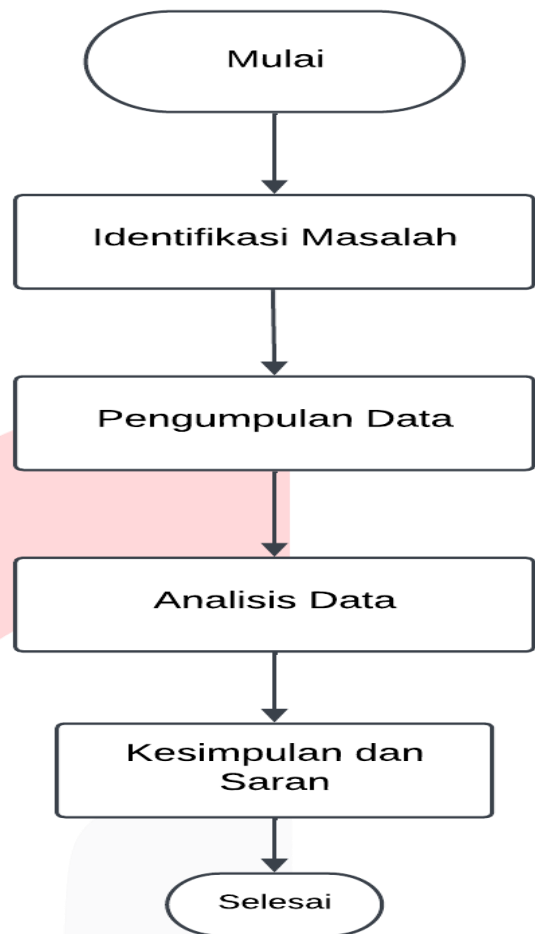 Mulai
Identifikasi Masalah
Pengumpulan Data
Analisis Data
Kesimpulan dan
Saran
Selesai